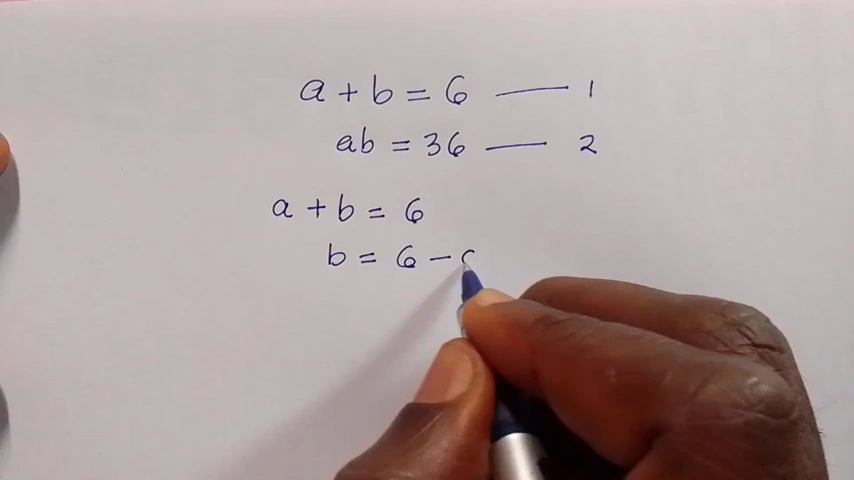 a + b = 6 — 1
ab = 36 — 2
a + b = 6
b = 6 -